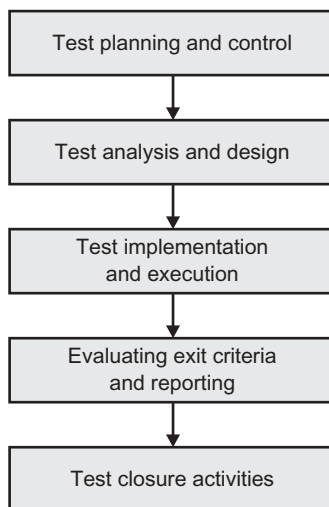 Test planning and control
Test analysis and design
Test implementation
and execution
Evaluating exit criteria
and reporting
Test closure activities